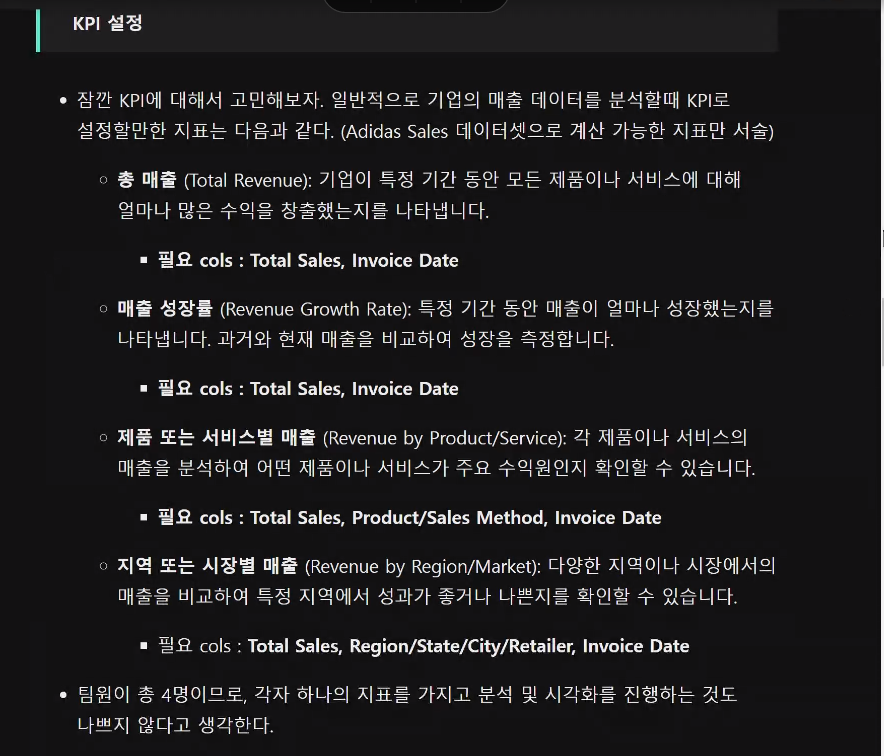 KPI 설정
잠깐 KPI에 대해서 고민해보자. 일반적으로 기업의 매출 데이터를 분석할때 KPI로
설정할만한 지표는 다음과 같다. (Adidas Sales 데이터셋으로 계산 가능한 지표만 서술)
총 매출 (Total Revenue): 기업이 특정 기간 동안 모든 제품이나 서비스에 대해
얼마나 많은 수익을 창출했는지를 나타냅니다.
필요 cols : Total Sales, Invoice Date
매출 성장률 (Revenue Growth Rate): 특정 기간 동안 매출이 얼마나 성장했는지를
나타냅니다. 과거와 현재 매출을 비교하여 성장을 측정합니다.
필요 cols : Total Sales, Invoice Date
제품 또는 서비스별 매출 (Revenue by Product/Service): 각 제품이나 서비스의
매출을 분석하여 어떤 제품이나 서비스가 주요 수익원인지 확인할 수 있습니다.
필요 cols : Total Sales, Product/Sales Method, Invoice Date
지역 또는 시장별 매출 (Revenue by Region/Market): 다양한 지역이나 시장에서의
매출을 비교하여 특정 지역에서 성과가 좋거나 나쁜지를 확인할 수 있습니다.
필요 cols : Total Sales, Region/State/City/Retailer, Invoice Date
팀원이 총 4명이므로, 각자 하나의 지표를 가지고 분석 및 시각화를 진행하는 것도
나쁘지 않다고 생각한다.